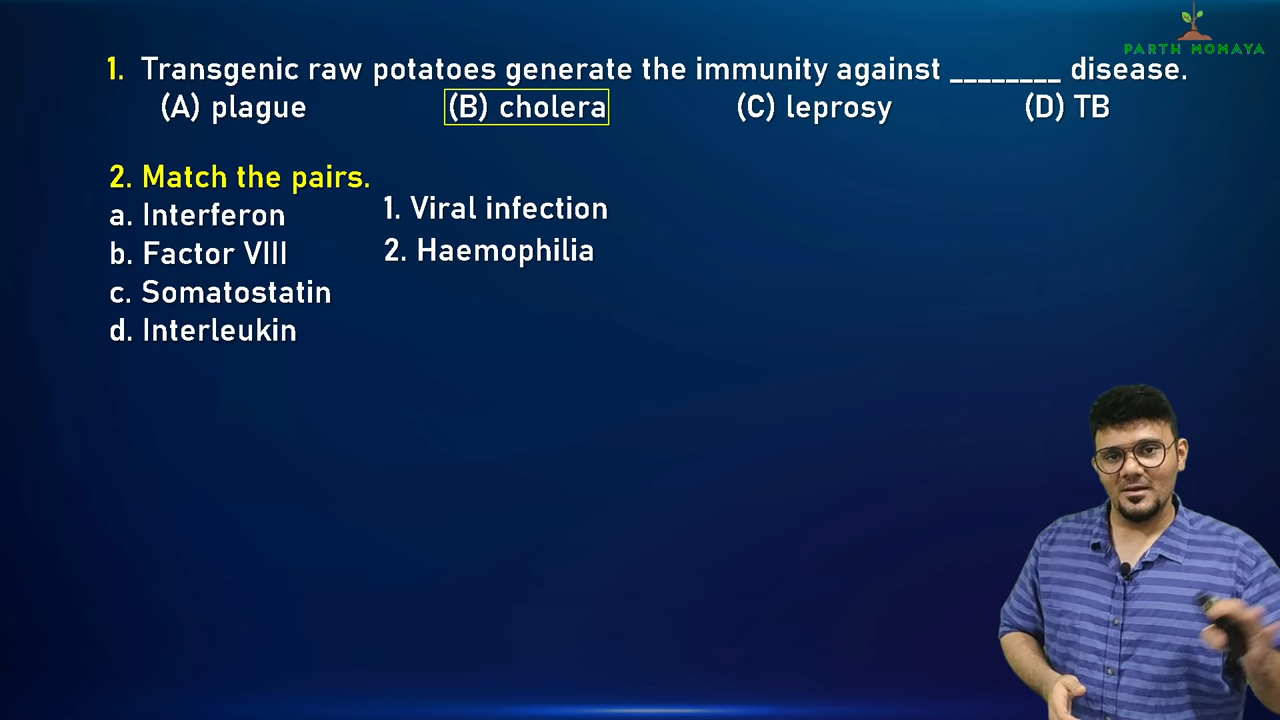 PARTH MOMAYA
1. Transgenic raw potatoes generate the immunity against ________ disease.
(A) plague (B) cholera (C) leprosy (D) TB
2. Match the pairs.
a. Interferon 1. Viral infection
b. Factor VIII 2. Haemophilia
c. Somatostatin
d. Interleukin